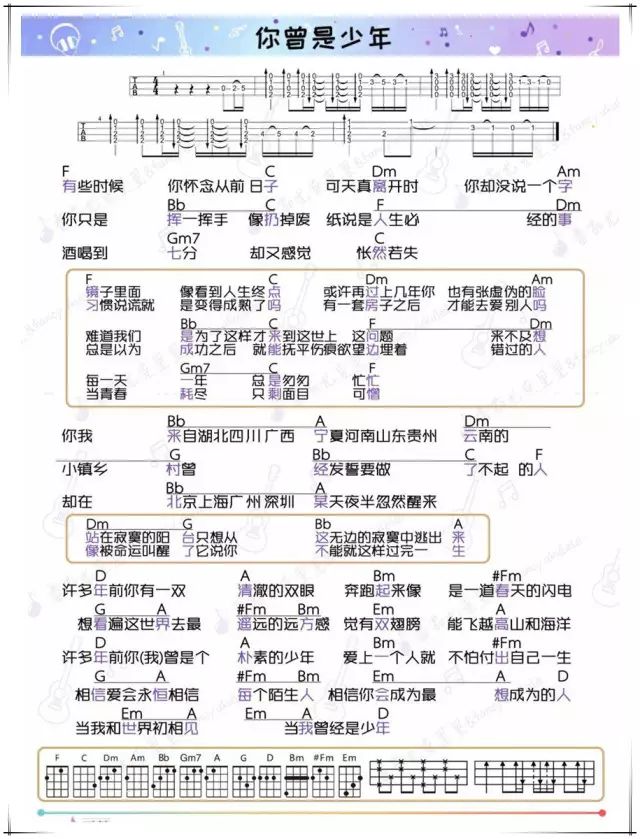 你曾是少年
F C Dm Am
有些时候 你怀念从前日子 可天真离开时 你却没说一个字
Bb C F Dm
你只是 挥一挥手 像扔掉废 纸说是人生必 经的事
Gm7 C
酒喝到 七分 却又感觉 怅然若失
F C Dm Am
镜子里面 像看到人生终点 或许再过上几年你 也有张虚伪的脸
习惯说谎就 是变得成熟了吗 有一套房子之后 才能去爱别人吗
Bb C F Dm
难道我们 是为了这样才来到这世上 这问题 来不及想
总是以为 成功之后 就能抚平伤痕欲望边埋着 错过的人
Gm7 C F
每一天 一年 总是匆匆 忙忙
当青春 耗尽 只剩面目 可憎
Bb A Dm
你我 来自湖北四川广西 宁夏河南山东贵州 云南的
G Bb C F
小镇乡 村曾 经发誓要做 了不起 的人
Bb A
却在 北京上海广州深圳 某天夜半忽然醒来
Dm G Bb A
站在寂寞的阳 台只想从 这无边的寂寞中逃出 来
像被命运叫醒 了它说你 不能就这样过完一 生
D A Bm #Fm
许多年前你有一双 清澈的双眼 奔跑起来像 是一道春天的闪电
G A #Fm Bm Em A
想看遍这世界去最 遥远的远方感 觉有双翅膀 能飞越高山和海洋
D A Bm #Fm
许多年前你(我)曾是个 朴素的少年 爱上一个人就 不怕付出自己一生
G A #Fm Bm Em A D
相信爱会永恒相信 每个陌生人 相信你会成为最 想成为的人
Em A Em A D
当我和世界初相见 当我曾经是少年
F C Dm Am Bb Gm7 A G D Bm #Fm Em